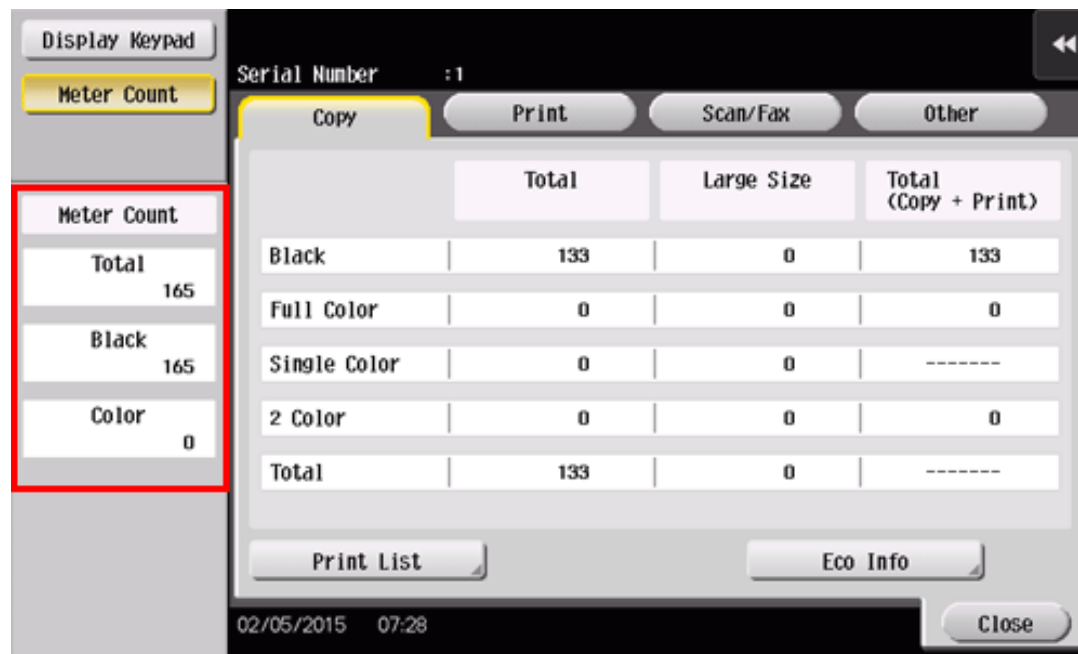 Display Keypad
Meter Count
Serial Number :1
Copy Print Scan/Fax Other
Total Large Size Total
(Copy + Print)
Black 133 0 133
Full Color 0 0 0
Single Color 0 0 -------
2 Color 0 0 0
Total 133 0 -------
Meter Count
Total
165
Black
165
Color
0
Print List Eco Info
02/05/2015 07:28
Close